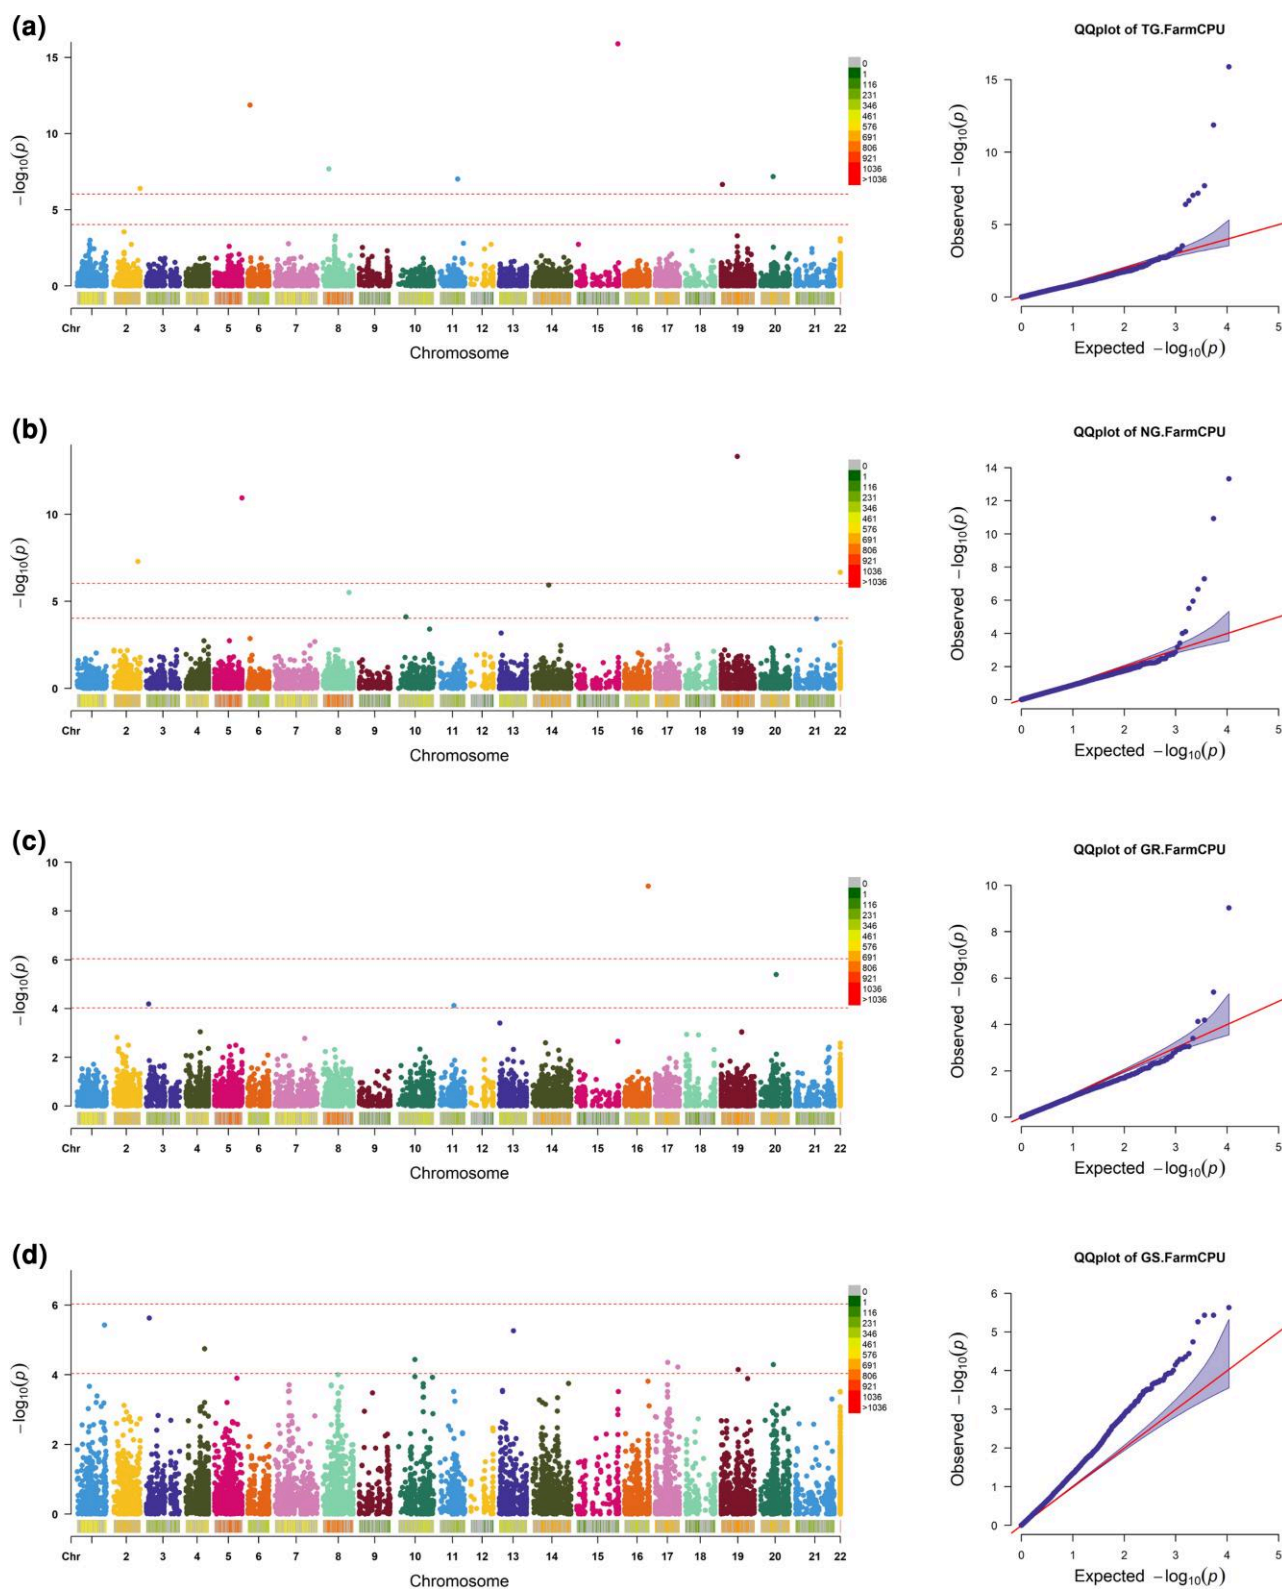 (a)
QQplot of TG.FarmCPU
15
10
5
0
−log10(p)
0
1
116
231
346
461
576
691
806
921
1036
>1036
Chr 2 3 4 5 6 7 8 9 10 11 12 13 14 15 16 17 18 19 20 21 22
Chromosome
15
10
5
0
Observed −log10(p)
0 1 2 3 4 5
Expected −log10(p)
(b)
QQplot of NG.FarmCPU
10
5
0
−log10(p)
0
1
116
231
346
461
576
691
806
921
1036
>1036
Chr 2 3 4 5 6 7 8 9 10 11 12 13 14 15 16 17 18 19 20 21 22
Chromosome
14
12
10
8
6
4
2
0
Observed −log10(p)
0 1 2 3 4 5
Expected −log10(p)
(c)
QQplot of GR.FarmCPU
10
8
6
4
2
0
−log10(p)
0
1
116
231
346
461
576
691
806
921
1036
>1036
Chr 2 3 4 5 6 7 8 9 10 11 12 13 14 15 16 17 18 19 20 21 22
Chromosome
10
8
6
4
2
0
Observed −log10(p)
0 1 2 3 4 5
Expected −log10(p)
(d)
QQplot of GS.FarmCPU
6
4
2
0
−log10(p)
0
1
116
231
346
461
576
691
806
921
1036
>1036
Chr 2 3 4 5 6 7 8 9 10 11 12 13 14 15 16 17 18 19 20 21 22
Chromosome
6
5
4
3
2
1
0
Observed −log10(p)
0 1 2 3 4 5
Expected −log10(p)